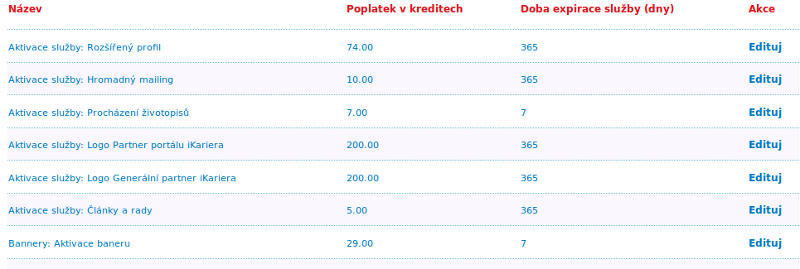 Název Poplatek v kreditech Doba expirace služby (dny) Akce
Aktivace služby: Rozšířený profil 74.00 365 Edituj
Aktivace služby: Hromadný mailing 10.00 365 Edituj
Aktivace služby: Procházení životopisů 7.00 7 Edituj
Aktivace služby: Logo Partner portálu iKariera 200.00 365 Edituj
Aktivace služby: Logo Generální partner iKariera 200.00 365 Edituj
Aktivace služby: Články a rady 5.00 365 Edituj
Bannery: Aktivace baneru 29.00 7 Edituj